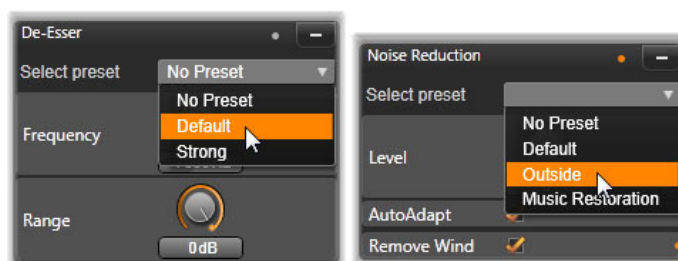 De-Esser
Select preset No Preset
No Preset
Default
Strong
Frequency
Range
0dB
Noise Reduction
Select preset
No Preset
Default
Outside
Music Restoration
Level
AutoAdapt
Remove Wind